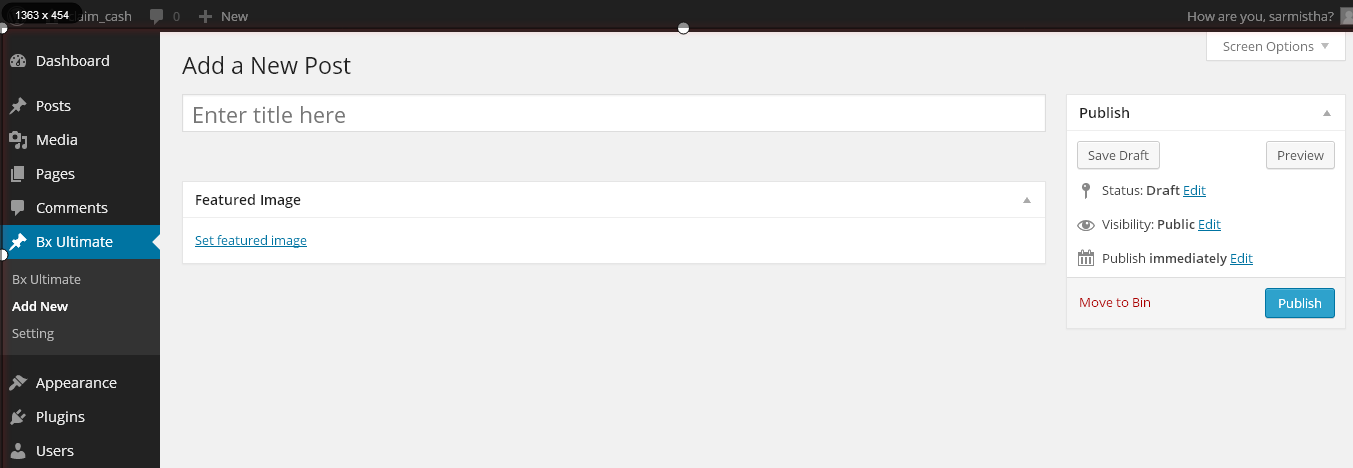 1363 x 454
aim_cash 0 New How are you, sarmistha?
Screen Options
Dashboard
Posts
Media
Pages
Comments
Bx Ultimate
Bx Ultimate
Add New
Setting
Appearance
Plugins
Users
Add a New Post
Enter title here
Featured Image
Set featured image
Publish
Save Draft Preview
Status: Draft Edit
Visibility: Public Edit
Publish immediately Edit
Move to Bin Publish